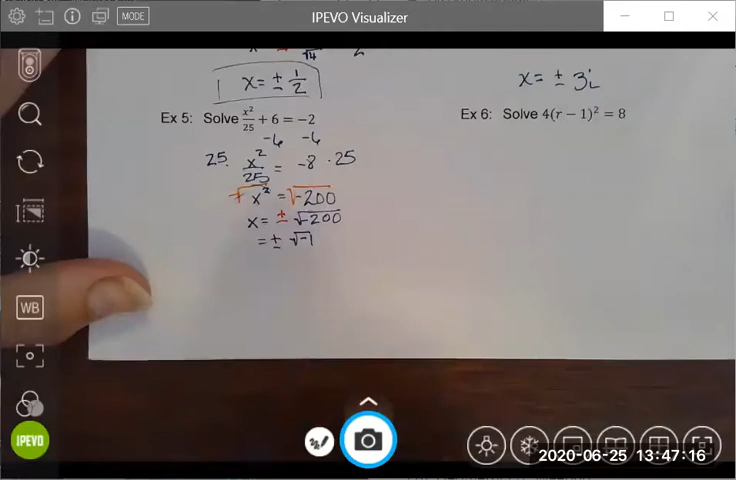 IPEVO Visualizer
MODE
√4 2
x = ± 1/2
x = ± 3i
Ex 5: Solve x²/25 + 6 = −2
Ex 6: Solve 4(r − 1)² = 8
-6 -6
25. x²/25 = -8 · 25
√x² = √-200
x = ± √-200
= ± √-1
WB
IPEVO
2020-06-25 13:47:16